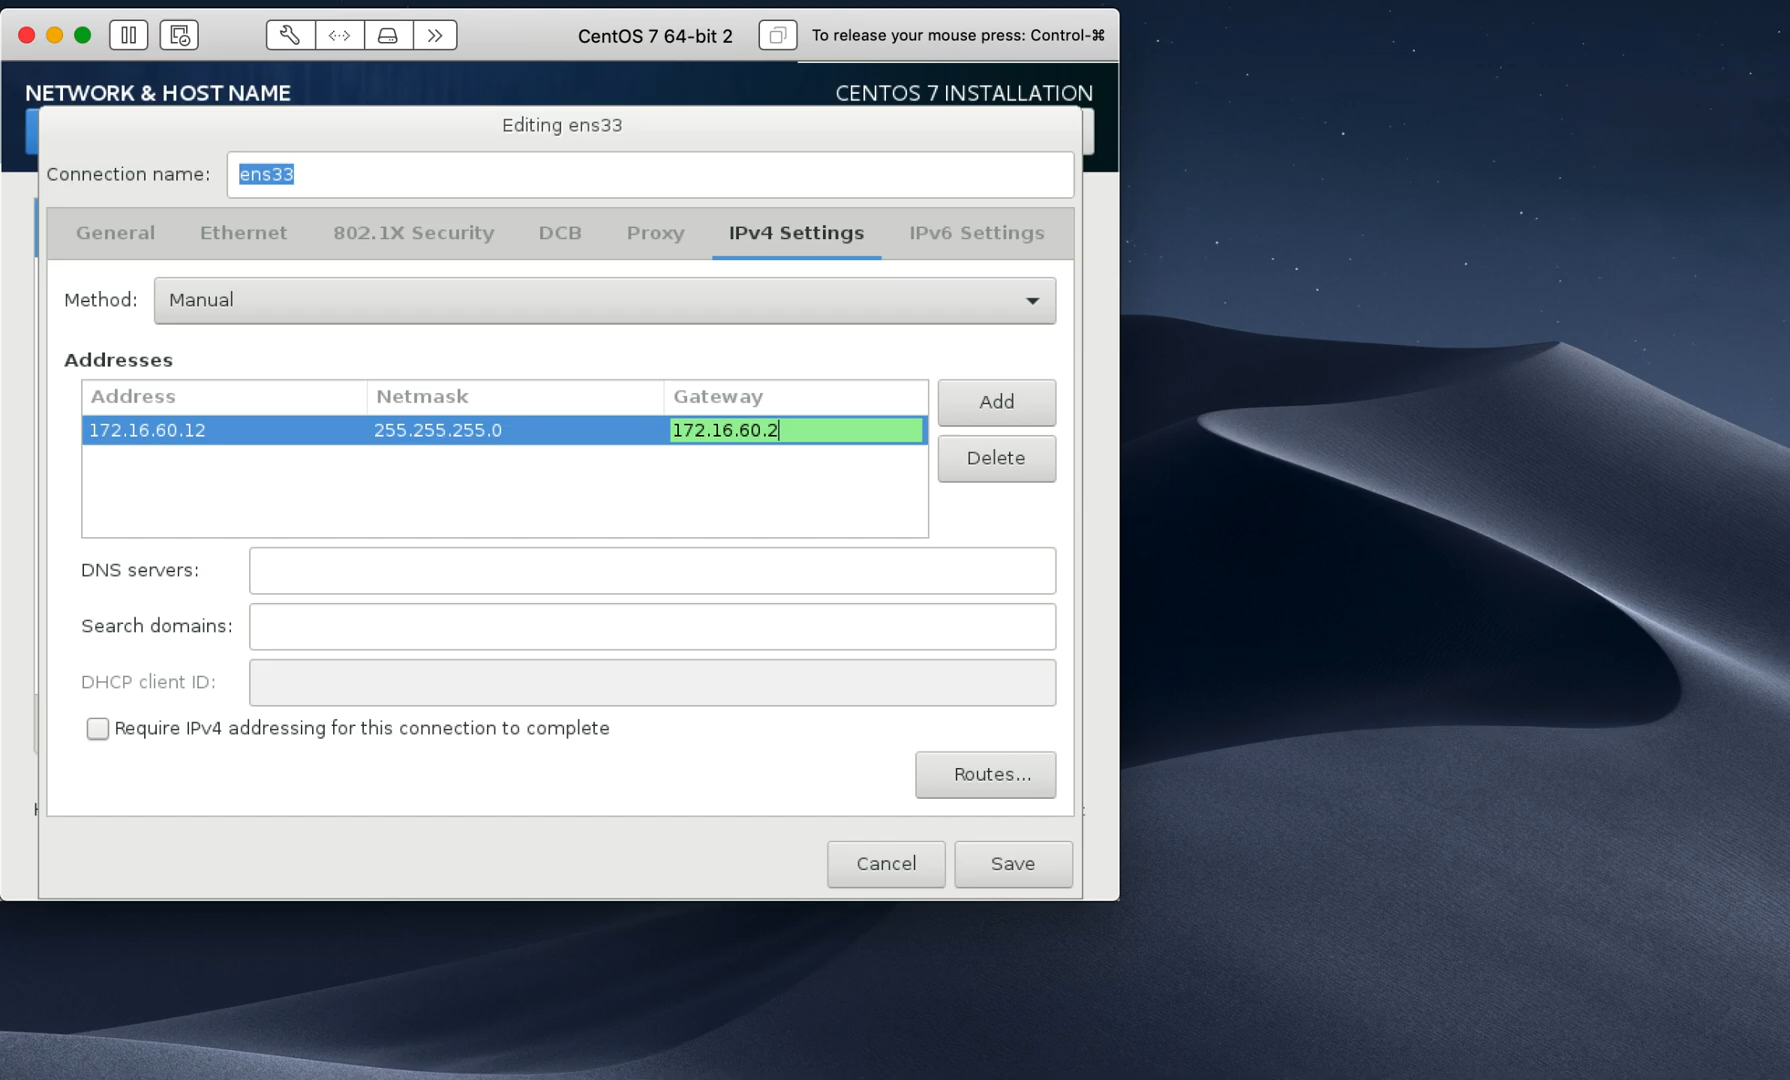 CentOS 7 64-bit 2
To release your mouse press: Control-⌘
NETWORK & HOST NAME
CENTOS 7 INSTALLATION
Editing ens33
Connection name: ens33
General Ethernet 802.1X Security DCB Proxy IPv4 Settings IPv6 Settings
Method: Manual
Addresses
Address Netmask Gateway
172.16.60.12 255.255.255.0 172.16.60.2
Add
Delete
DNS servers:
Search domains:
DHCP client ID:
Require IPv4 addressing for this connection to complete
Routes...
Cancel Save